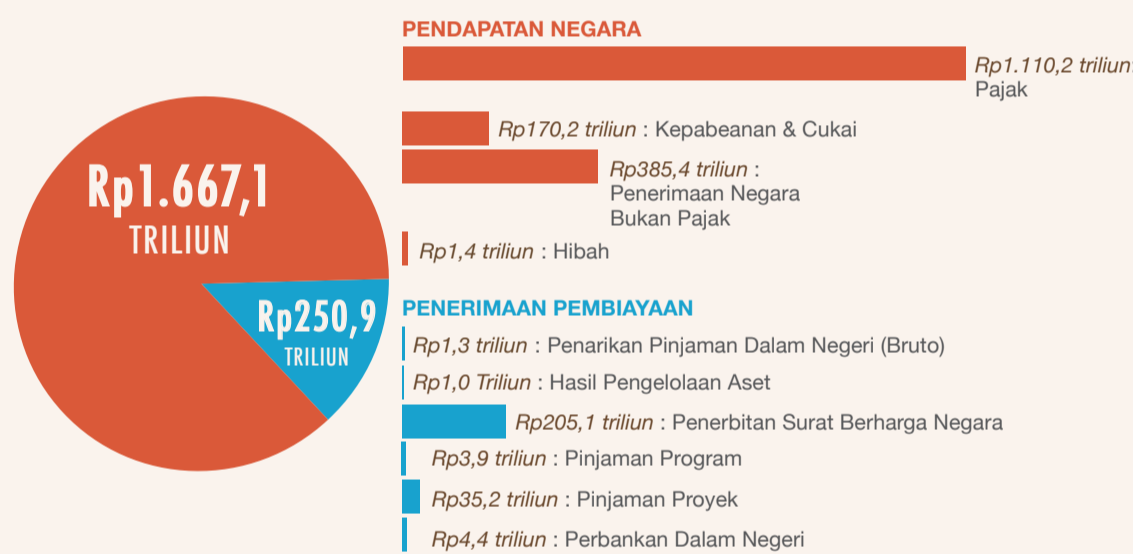 PENDAPATAN NEGARA
Rp1.110,2 triliun:
Pajak
Rp170,2 triliun : Kepabeanan & Cukai
Rp385,4 triliun :
Penerimaan Negara
Bukan Pajak
Rp1,4 triliun : Hibah
Rp1.667,1
TRILIUN
Rp250,9
TRILIUN
PENERIMAAN PEMBIAYAAN
Rp1,3 triliun : Penarikan Pinjaman Dalam Negeri (Bruto)
Rp1,0 Triliun : Hasil Pengelolaan Aset
Rp205,1 triliun : Penerbitan Surat Berharga Negara
Rp3,9 triliun : Pinjaman Program
Rp35,2 triliun : Pinjaman Proyek
Rp4,4 triliun : Perbankan Dalam Negeri